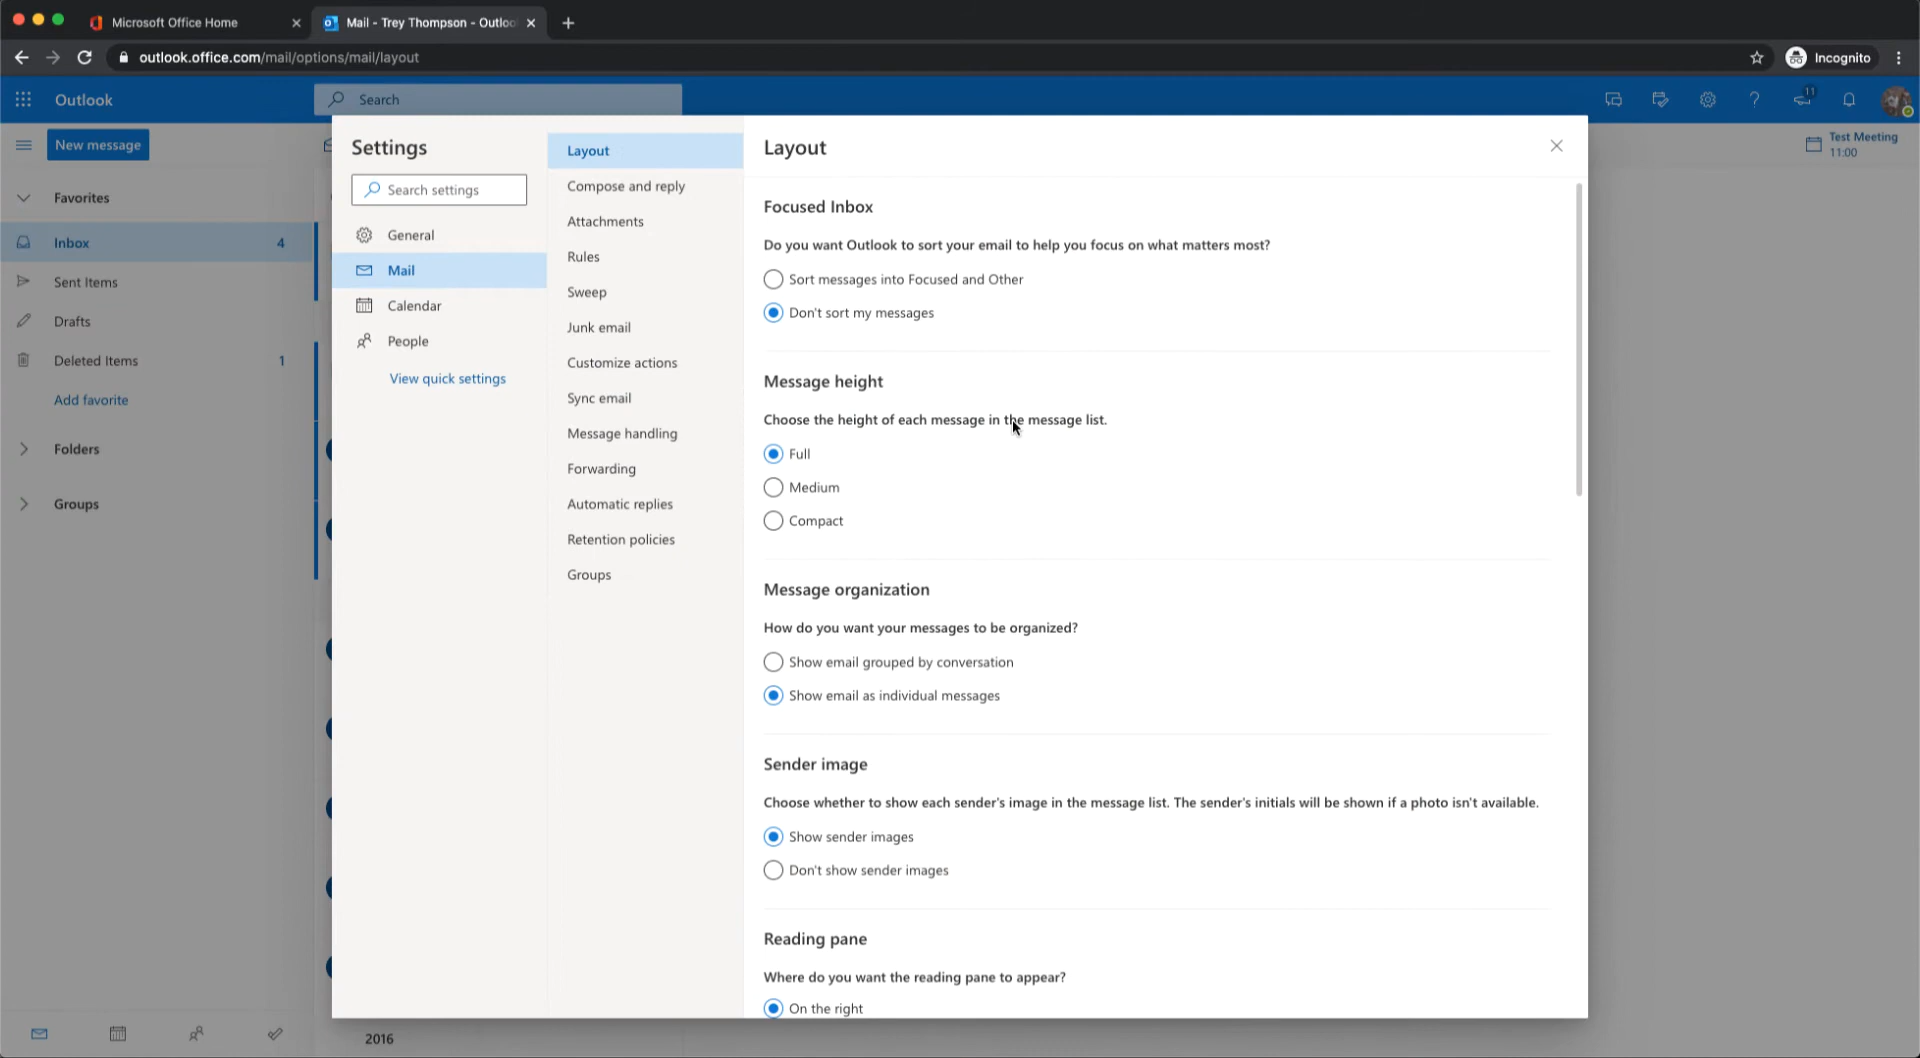 Microsoft Office Home
Mail - Trey Thompson - Outloo
outlook.office.com/mail/options/mail/layout
Incognito
Outlook
Search
11
New message
Test Meeting
11:00
Favorites
Inbox 4
Sent Items
Drafts
Deleted Items 1
Add favorite
Folders
Groups
Settings
Search settings
General
Mail
Calendar
People
View quick settings
Layout
Compose and reply
Attachments
Rules
Sweep
Junk email
Customize actions
Sync email
Message handling
Forwarding
Automatic replies
Retention policies
Groups
Layout
Focused Inbox
Do you want Outlook to sort your email to help you focus on what matters most?
Sort messages into Focused and Other
Don't sort my messages
Message height
Choose the height of each message in the message list.
Full
Medium
Compact
Message organization
How do you want your messages to be organized?
Show email grouped by conversation
Show email as individual messages
Sender image
Choose whether to show each sender's image in the message list. The sender's initials will be shown if a photo isn't available.
Show sender images
Don't show sender images
Reading pane
Where do you want the reading pane to appear?
On the right
2016